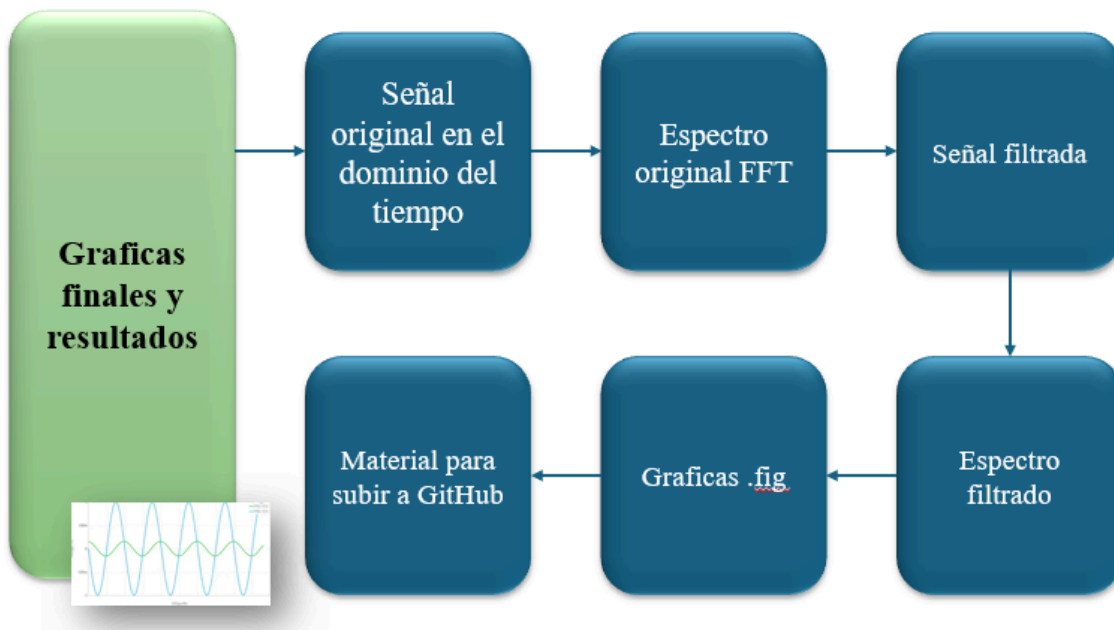 Graficas
finales y
resultados
Señal
original en el
dominio del
tiempo
Espectro
original FFT
Señal filtrada
Espectro
filtrado
Graficas .fig
Material para
subir a GitHub